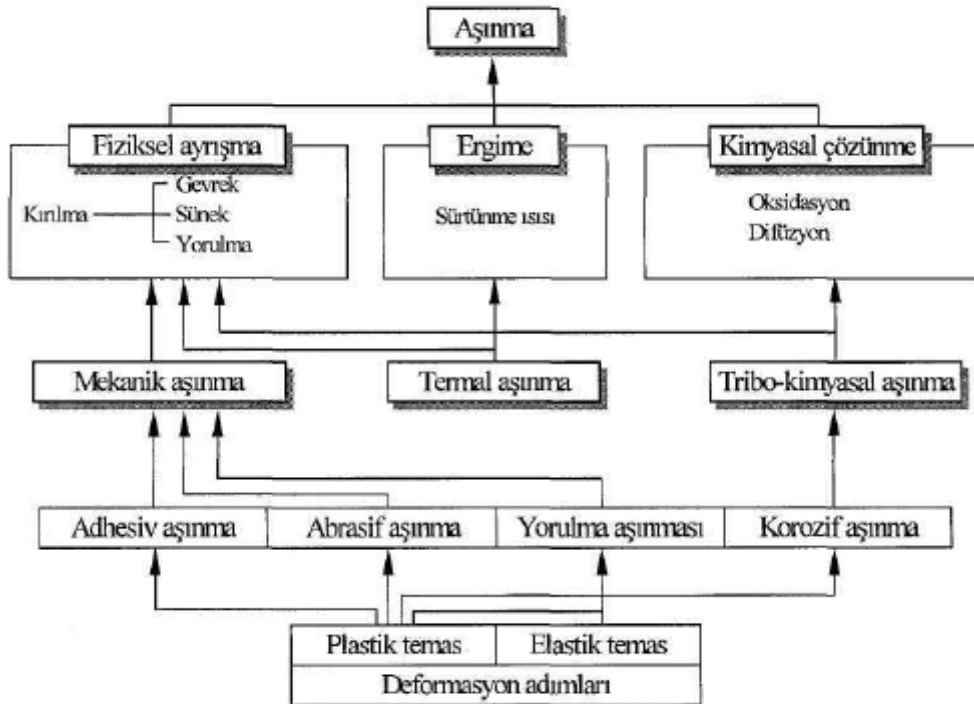 Aşınma
Fiziksel ayrışma
Ergime
Kimyasal çözünme
Gevrek
Kırılma
Sünek
Yorulma
Sürtünme ısısı
Oksidasyon
Difüzyon
Mekanik aşınma
Termal aşınma
Tribo-kimyasal aşınma
Adhesiv aşınma
Abrasif aşınma
Yorulma aşınması
Korozif aşınma
Plastik temas
Elastik temas
Deformasyon adımları